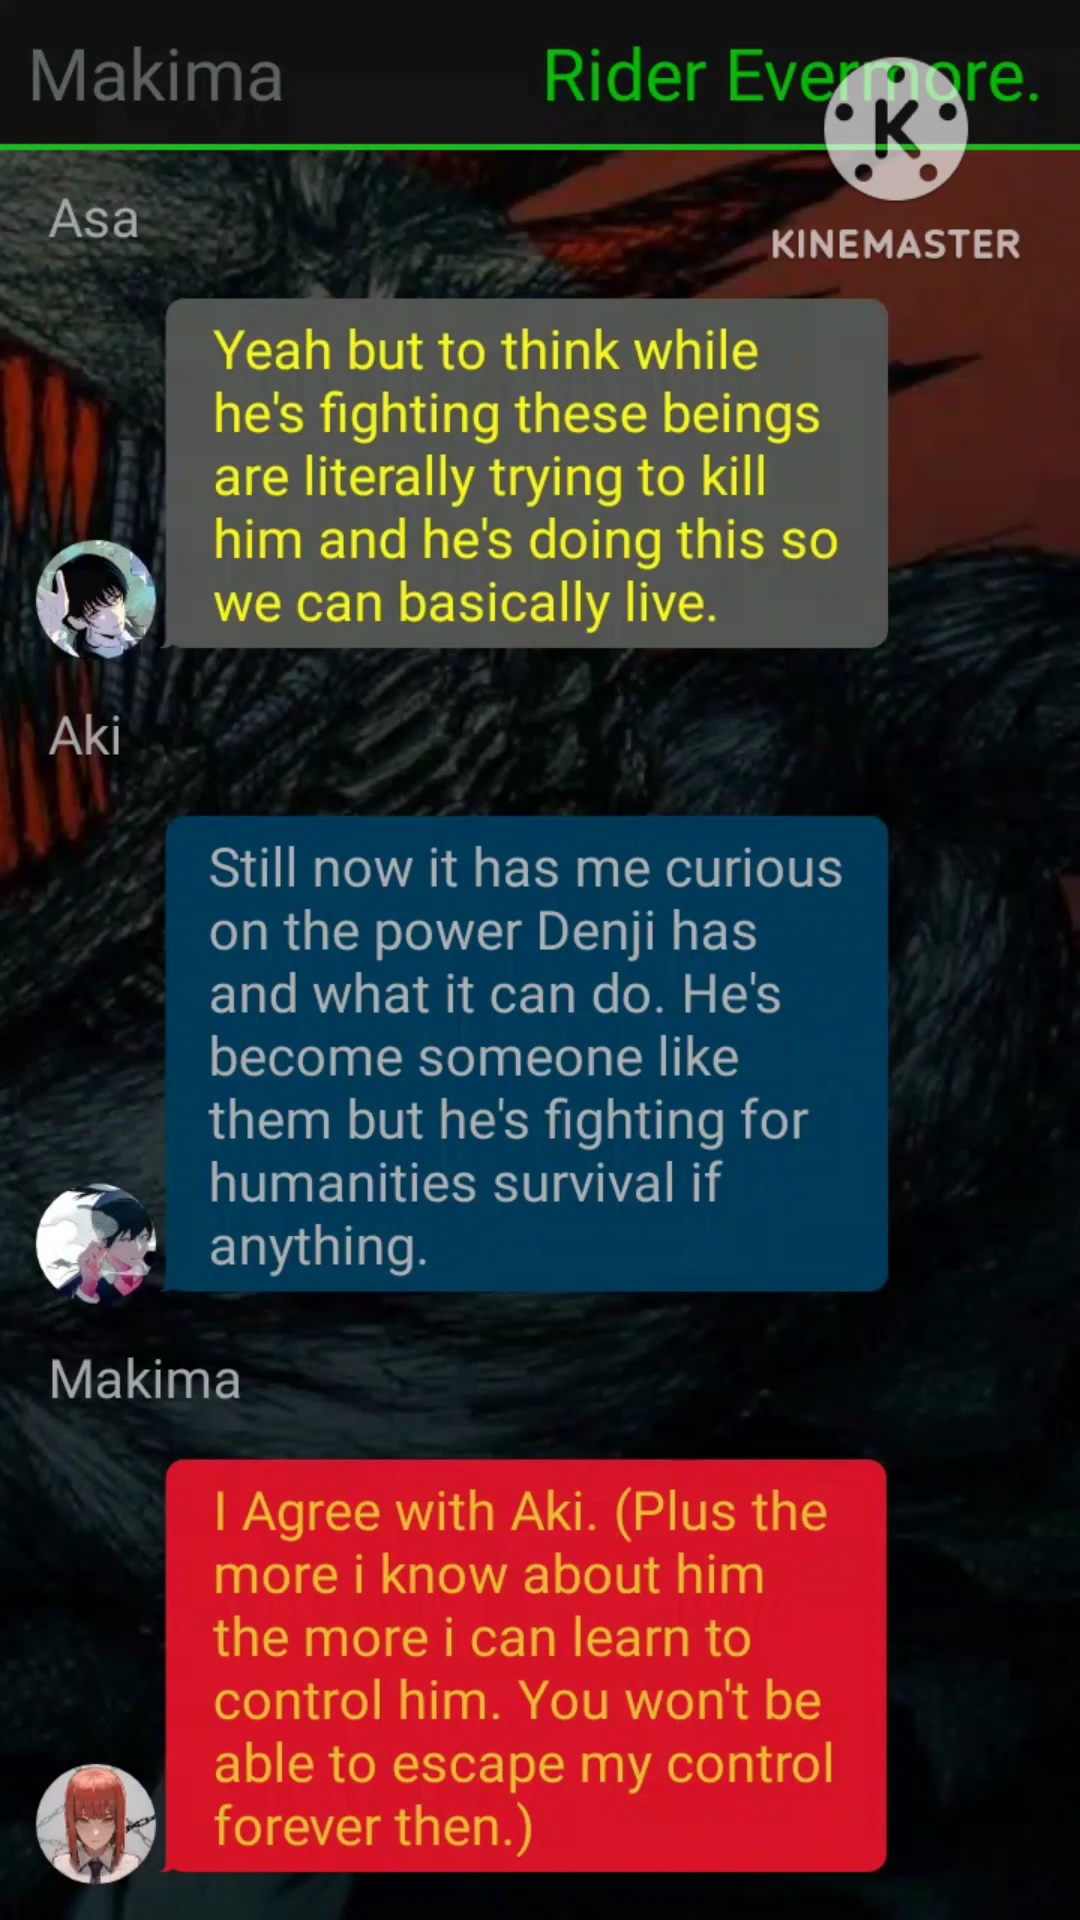 Makima
Rider Evermore.
K
KINEMASTER
Asa
Yeah but to think while
he's fighting these beings
are literally trying to kill
him and he's doing this so
we can basically live.
Aki
Still now it has me curious
on the power Denji has
and what it can do. He's
become someone like
them but he's fighting for
humanities survival if
anything.
Makima
I Agree with Aki. (Plus the
more i know about him
the more i can learn to
control him. You won't be
able to escape my control
forever then.)